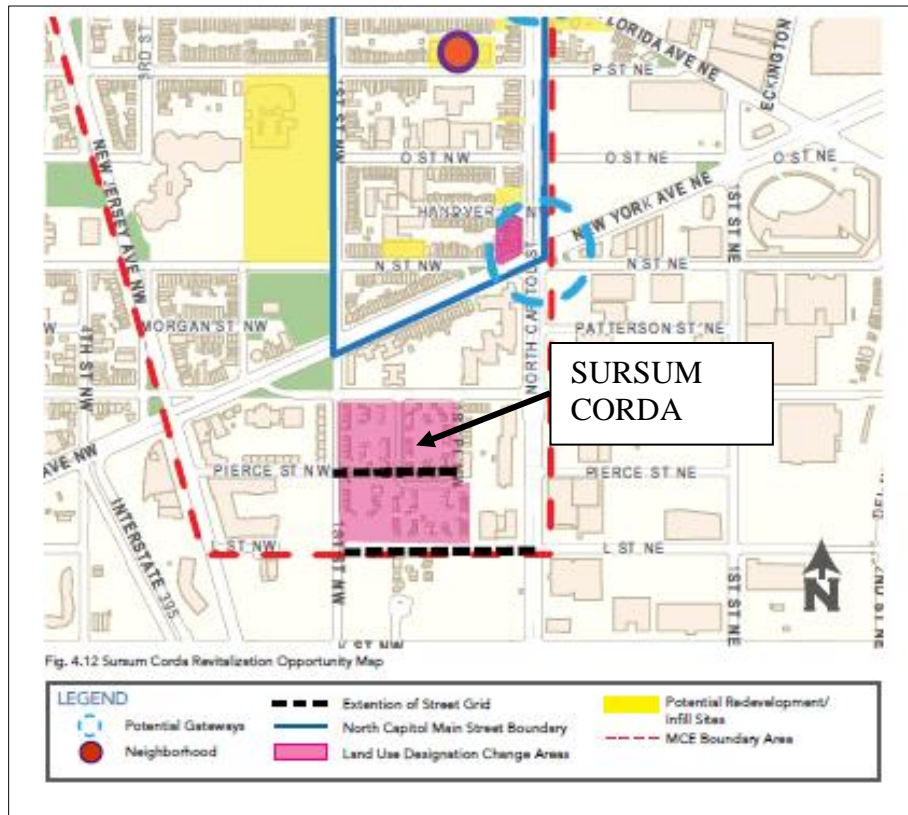 3RD ST
FLORIDA AVE NE
ECKINGTON
P ST NE
1ST ST NW
NEW JERSEY AVE NW
O ST NW
O ST NE
O ST NE
HANOVER
NEW YORK AVE NE
1ST ST NE
N ST NW
N ST NE
MORGAN ST NW
PATTERSON ST NE
4TH ST NW
NORTH CAPITOL ST
SURSUM
CORDA
AVE NW
PIERCE ST NW
PIERCE ST NE
INTERSTATE 395
L ST NW
L ST NE
1ST ST NW
1ST ST NE
N
K ST NW
Fig. 4.12 Sursum Corda Revitalization Opportunity Map
LEGEND
Potential Gateways
Neighborhood
Extention of Street Grid
North Capitol Main Street Boundary
Land Use Designation Change Areas
Potential Redevelopment/
Infill Sites
MCE Boundary Area